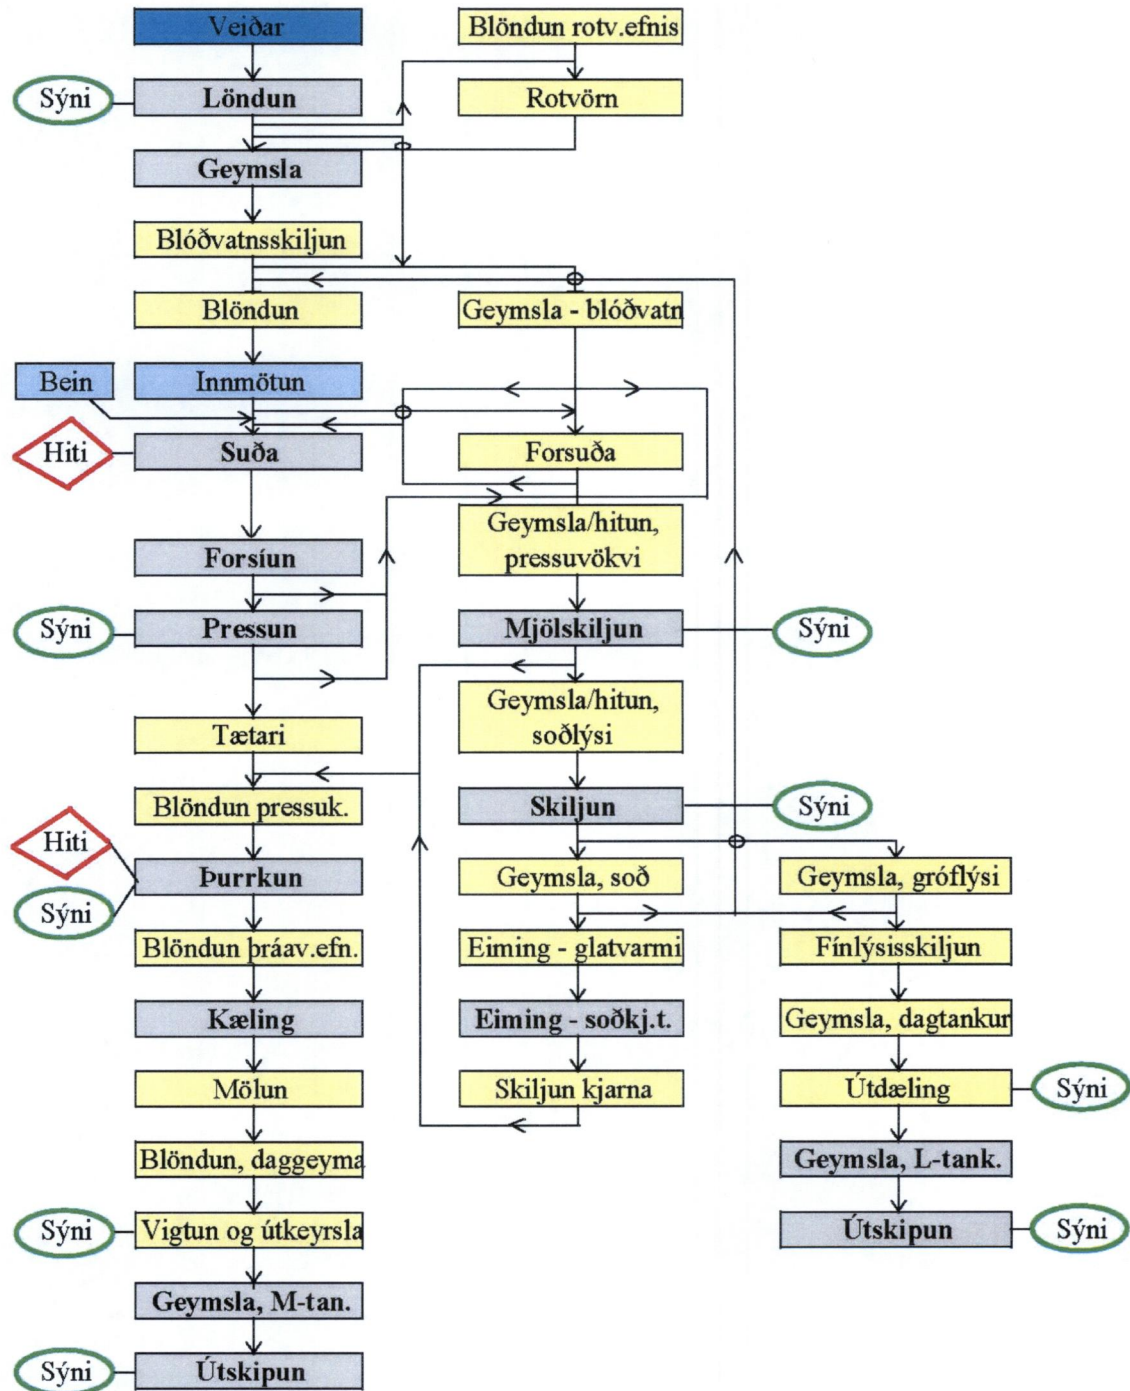 Veiðar
Blöndun rotv.efnis
Sýni
Löndun
Rotvörn
Geymsla
Blóðvatnsskiljun
Blöndun
Geymsla - blóðvatn
Bein
Innmötun
Hiti
Suða
Forsuða
Geymsla/hitun,
pressuvökvi
Forsíun
Sýni
Pressun
Mjölskiljun
Sýni
Geymsla/hitun,
soðlýsi
Tætari
Blöndun pressuk.
Skiljun
Sýni
Hiti
Þurrkun
Geymsla, soð
Geymsla, gróflýsi
Sýni
Blöndun þráav.efn.
Eiming - glatvarmi
Fínlýsisskiljun
Kæling
Eiming - soðkj.t.
Geymsla, dagtankur
Mölun
Skiljun kjarna
Útdæling
Sýni
Blöndun, daggeyma
Geymsla, L-tank.
Sýni
Vigtun og útkeyrsla
Útskipun
Sýni
Geymsla, M-tan.
Sýni
Útskipun